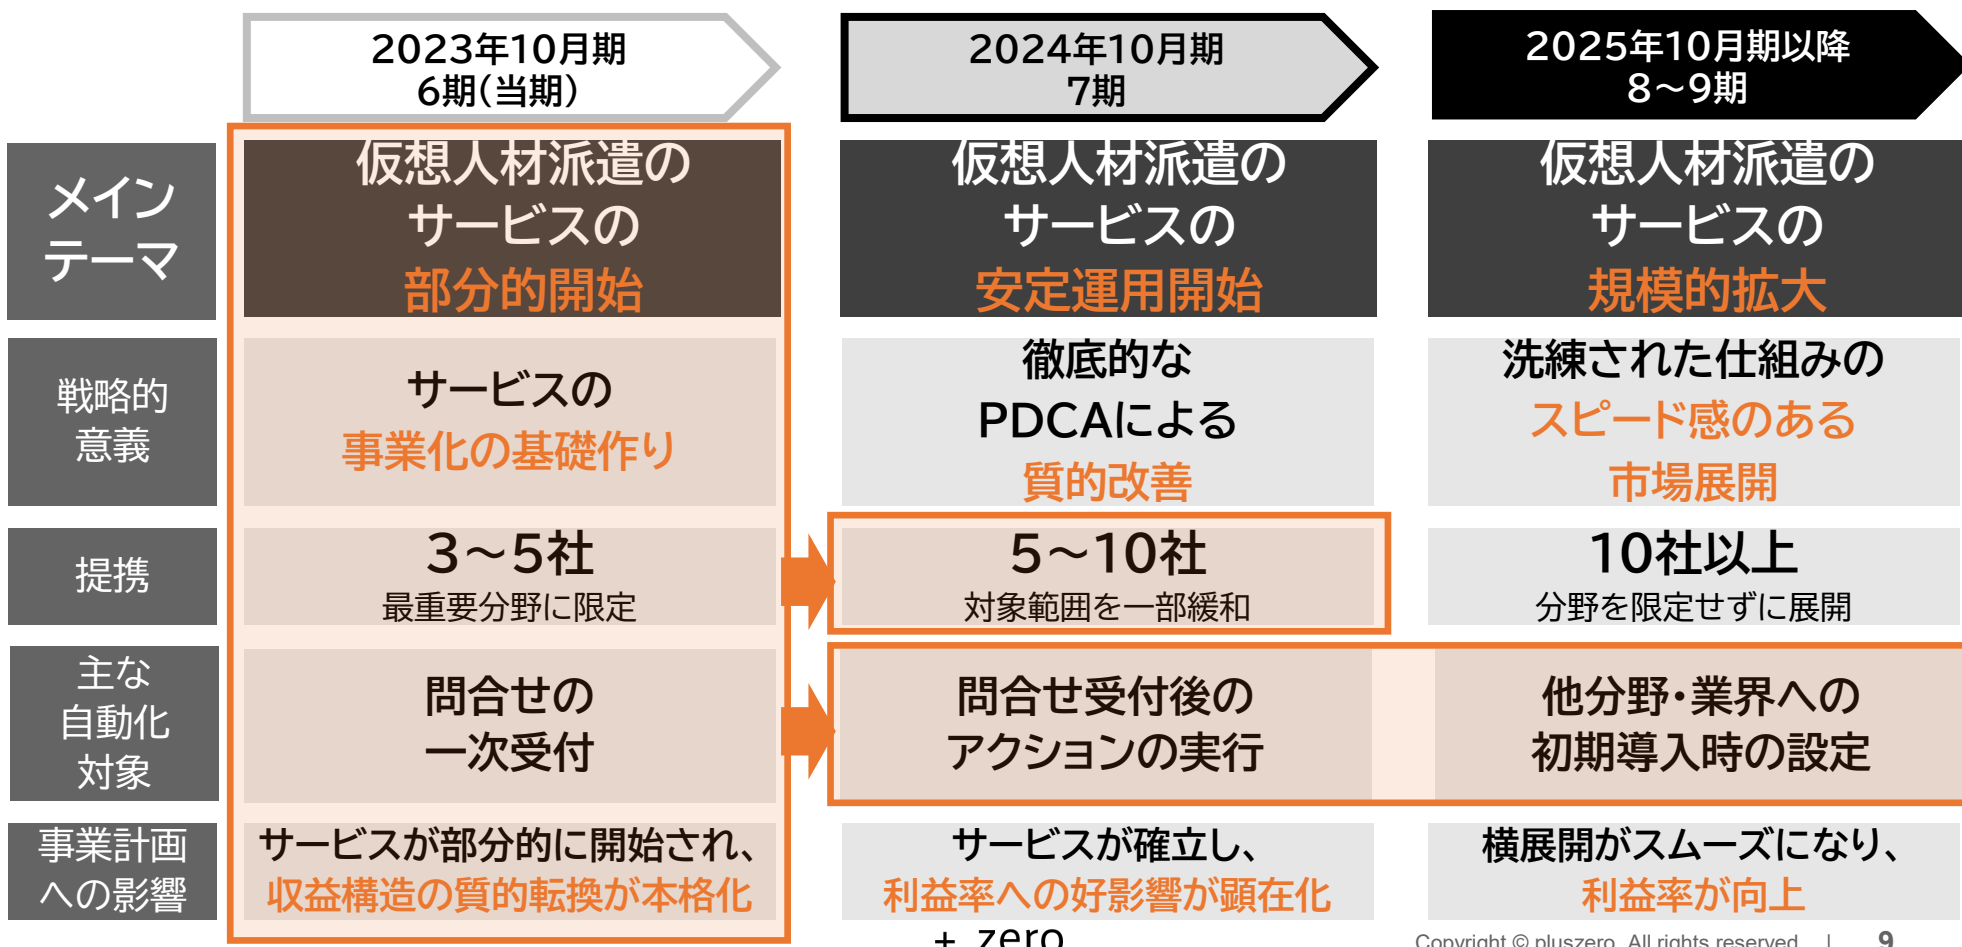 2023年10月期
6期(当期)
2024年10月期
7期
2025年10月期以降
8～9期
メイン
テーマ
仮想人材派遣の
サービスの
部分的開始
仮想人材派遣の
サービスの
安定運用開始
仮想人材派遣の
サービスの
規模的拡大
戦略的
意義
サービスの
事業化の基礎作り
徹底的な
PDCAによる
質的改善
洗練された仕組みの
スピード感のある
市場展開
提携
3～5社
最重要分野に限定
5～10社
対象範囲を一部緩和
10社以上
分野を限定せずに展開
主な
自動化
対象
問合せの
一次受付
問合せ受付後の
アクションの実行
他分野・業界への
初期導入時の設定
事業計画
への影響
サービスが部分的に開始され、
収益構造の質的転換が本格化
サービスが確立し、
利益率への好影響が顕在化
横展開がスムーズになり、
利益率が向上
+ zero
Copyright © pluszero, All rights reserved. | 9